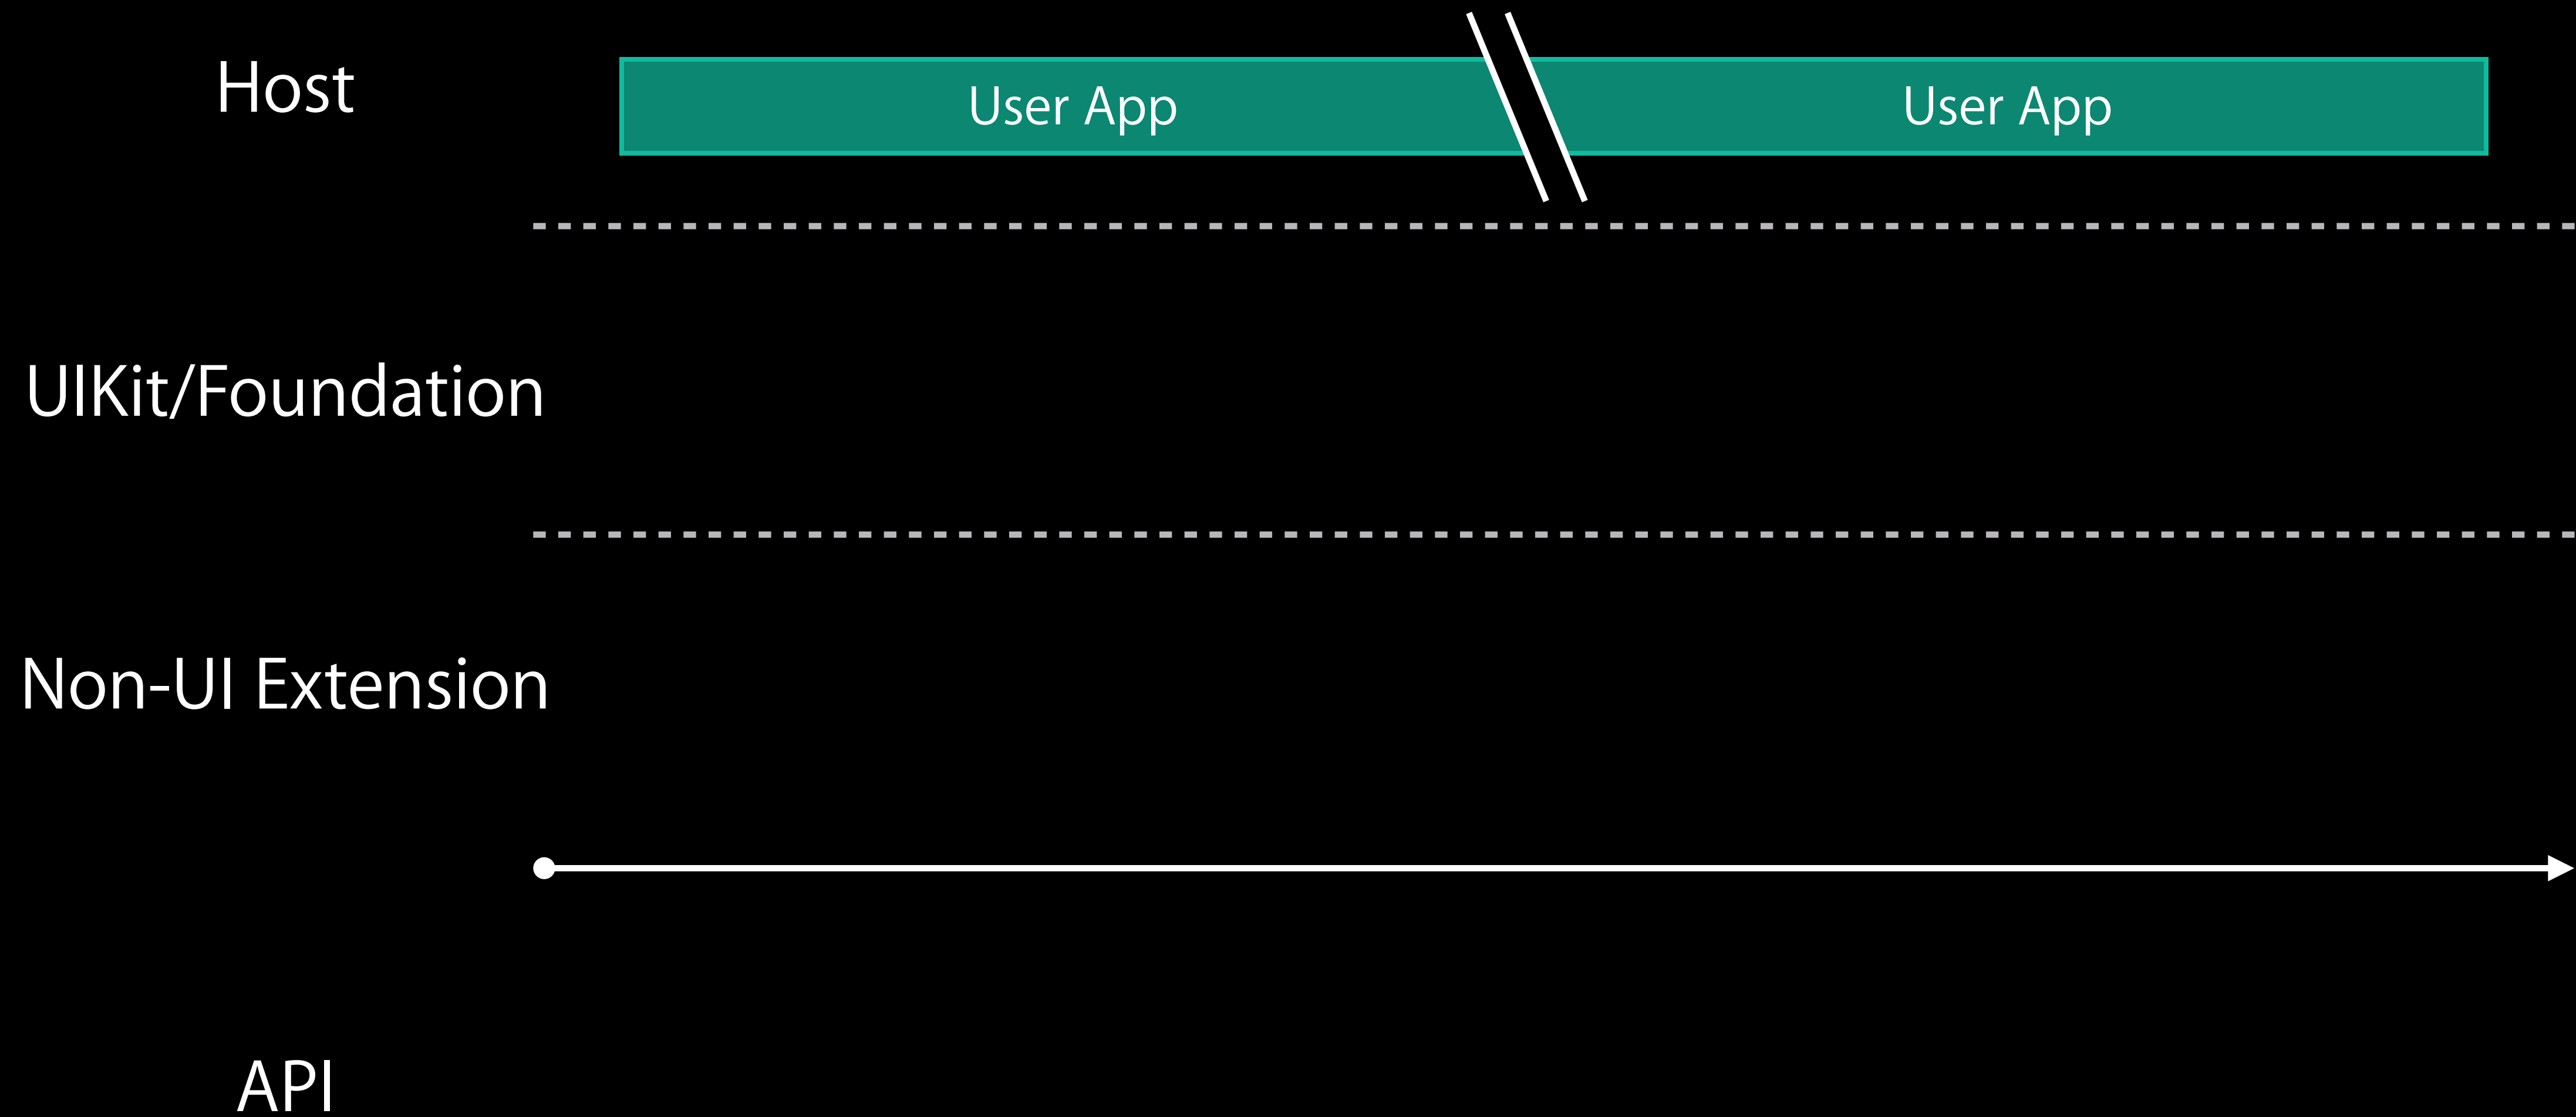 Host
User App
User App
UIKit/Foundation
Non-UI Extension
API